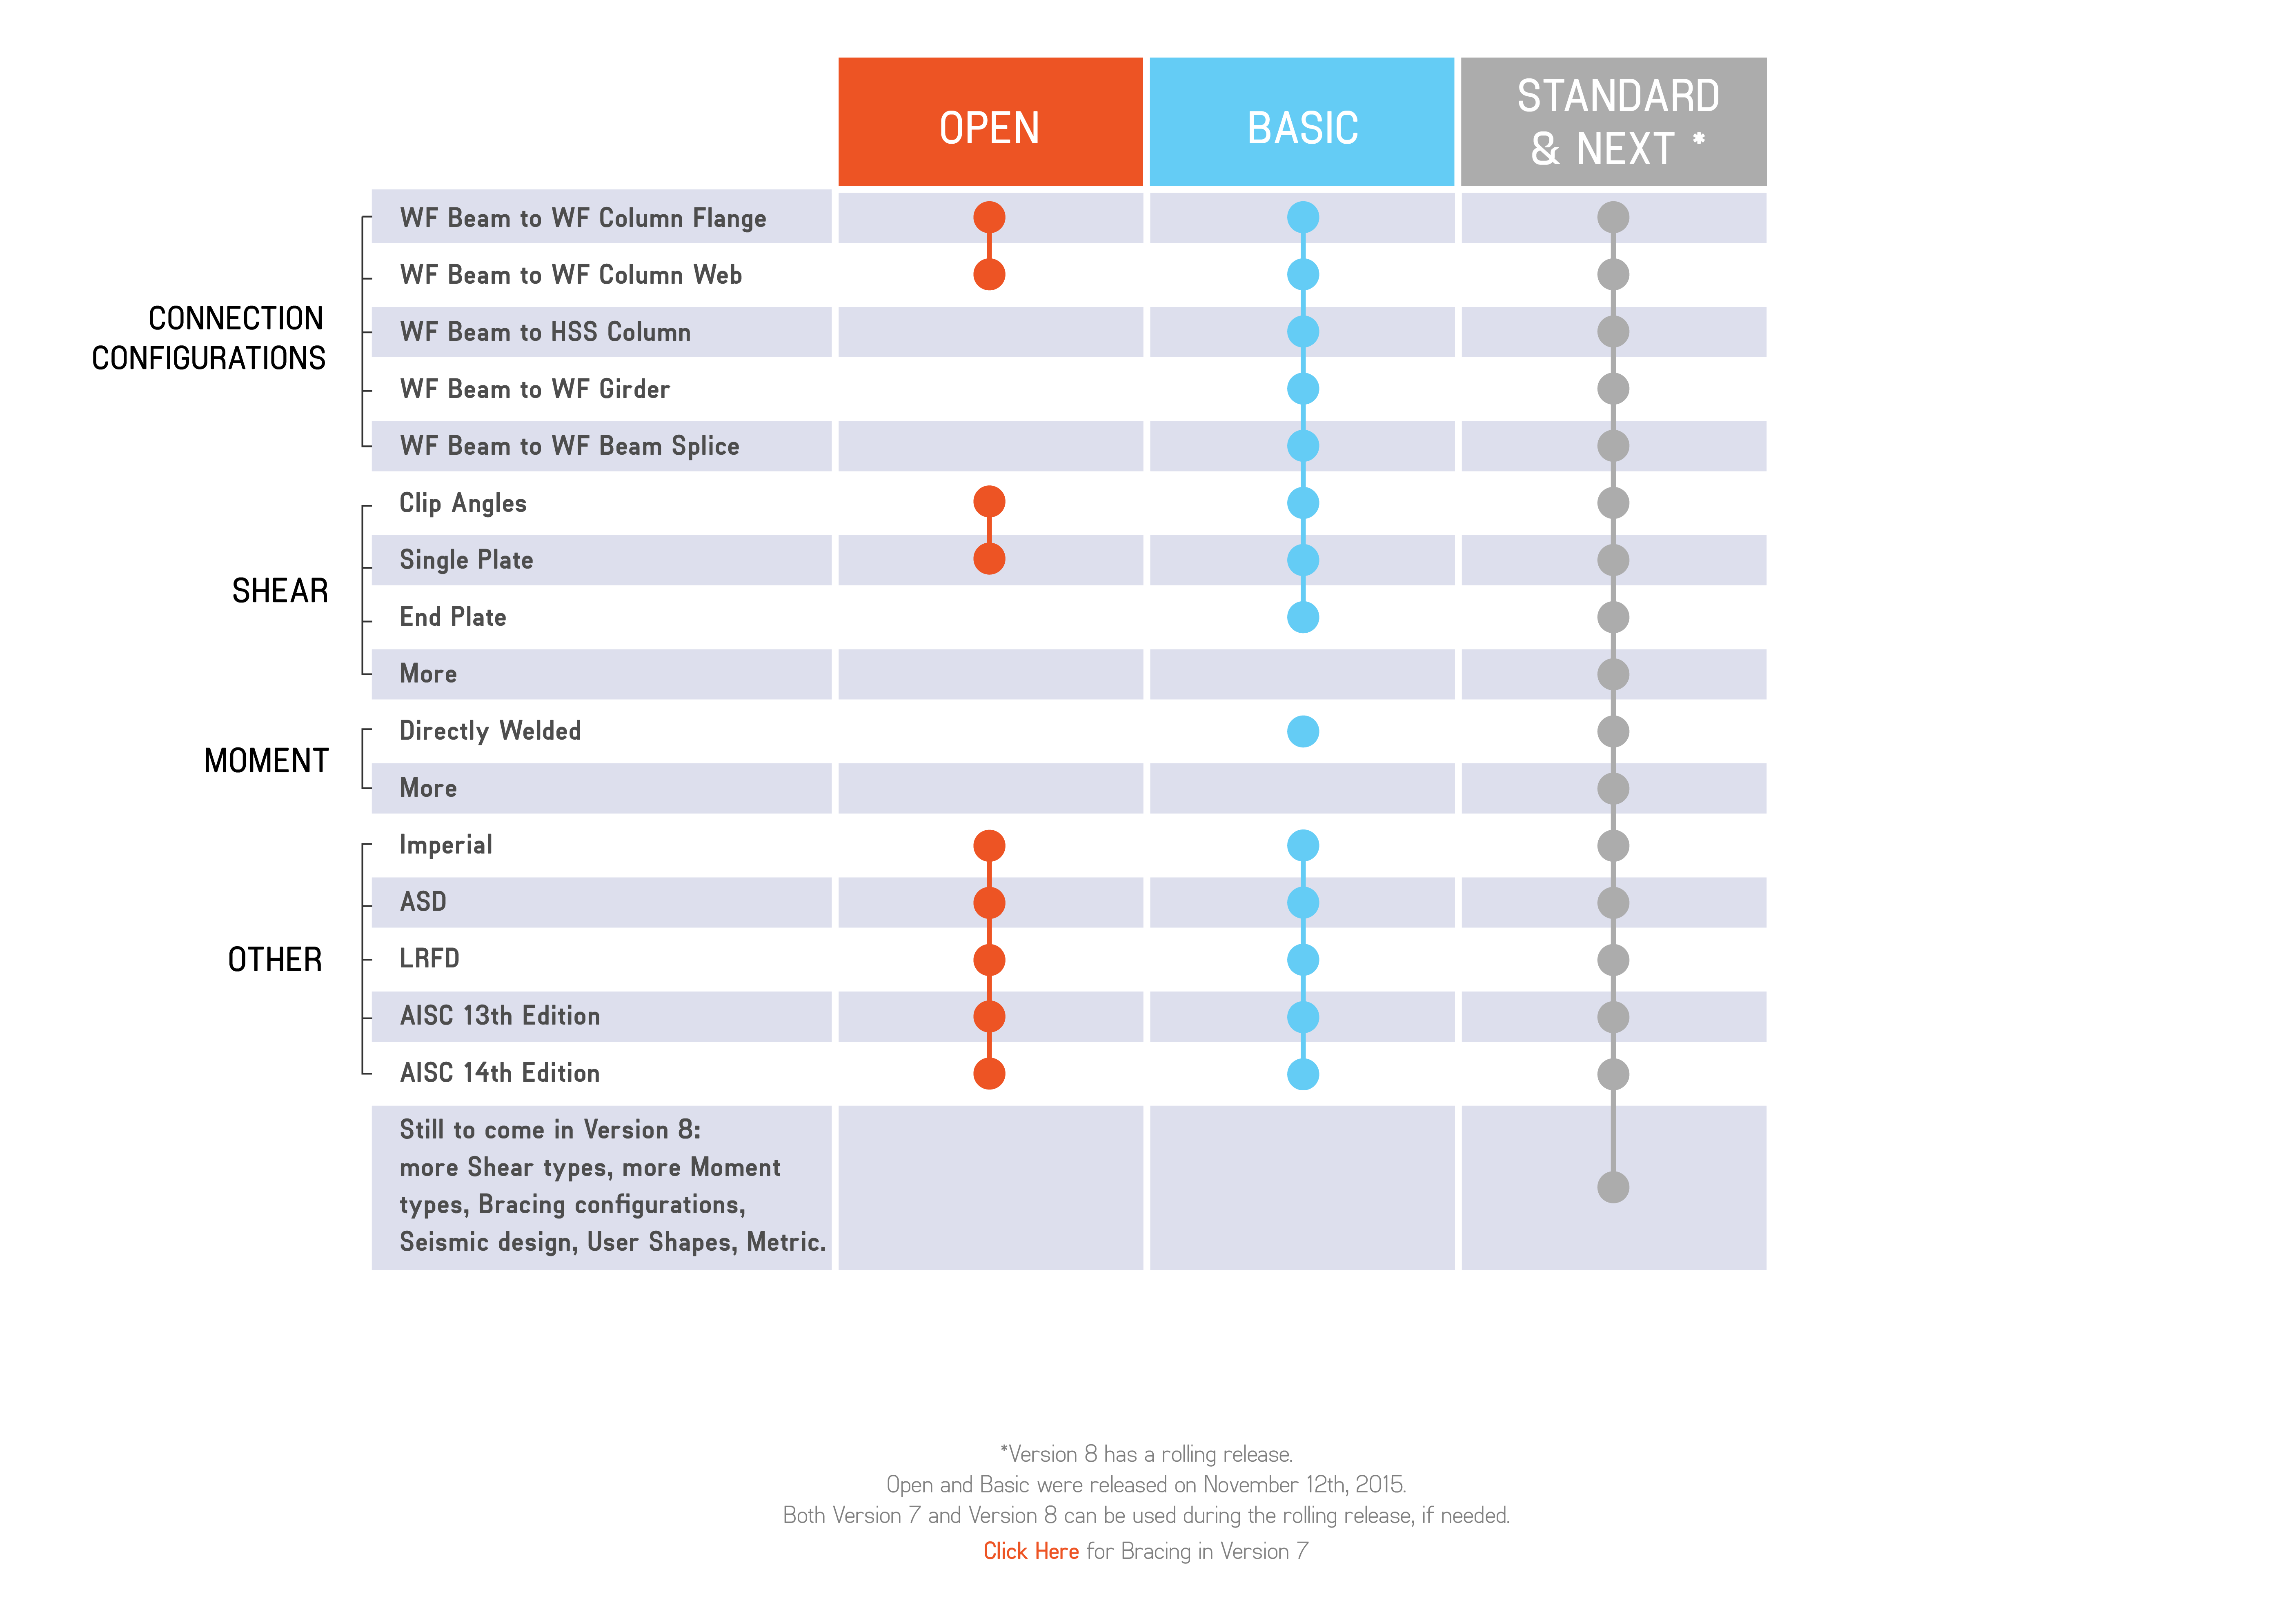 OPEN
BASIC
STANDARD
& NEXT *
CONNECTION
CONFIGURATIONS
WF Beam to WF Column Flange
WF Beam to WF Column Web
WF Beam to HSS Column
WF Beam to WF Girder
WF Beam to WF Beam Splice
SHEAR
Clip Angles
Single Plate
End Plate
More
MOMENT
Directly Welded
More
OTHER
Imperial
ASD
LRFD
AISC 13th Edition
AISC 14th Edition
Still to come in Version 8:
more Shear types, more Moment
types, Bracing configurations,
Seismic design, User Shapes, Metric.
*Version 8 has a rolling release.
Open and Basic were released on November 12th, 2015.
Both Version 7 and Version 8 can be used during the rolling release, if needed.
Click Here for Bracing in Version 7